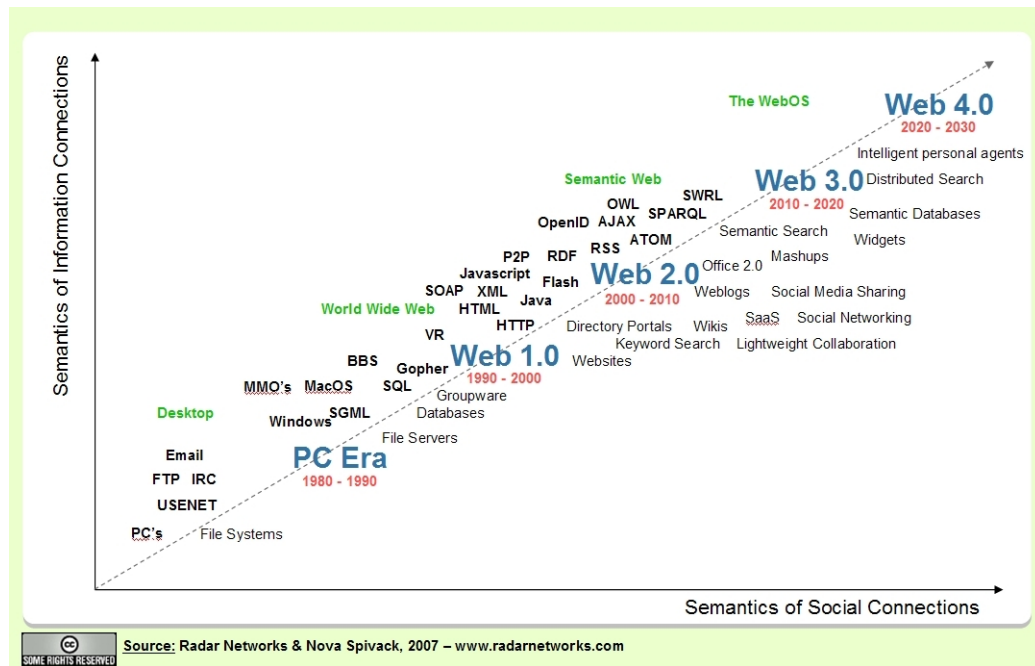 Semantics of Information Connections
The WebOS
Web 4.0
2020 - 2030
Intelligent personal agents
Semantic Web
Web 3.0
Distributed Search
2010 - 2020
SWRL
OWL
SPARQL
Semantic Databases
OpenID
AJAX
Semantic Search
Widgets
ATOM
RSS
Mashups
P2P
RDF
Office 2.0
Javascript
Web 2.0
Flash
SOAP
XML
Weblogs
Social Media Sharing
2000 - 2010
Java
World Wide Web
HTML
SaaS
Social Networking
HTTP
Directory Portals
Wikis
VR
Keyword Search
Lightweight Collaboration
Web 1.0
Websites
BBS
Gopher
1990 - 2000
MMO's
MacOS
SQL
Groupware
Desktop
SGML
Databases
Windows
File Servers
Email
PC Era
FTP
IRC
1980 - 1990
USENET
PC's
File Systems
Semantics of Social Connections
cc
SOME RIGHTS RESERVED
Source: Radar Networks & Nova Spivack, 2007 – www.radarnetworks.com